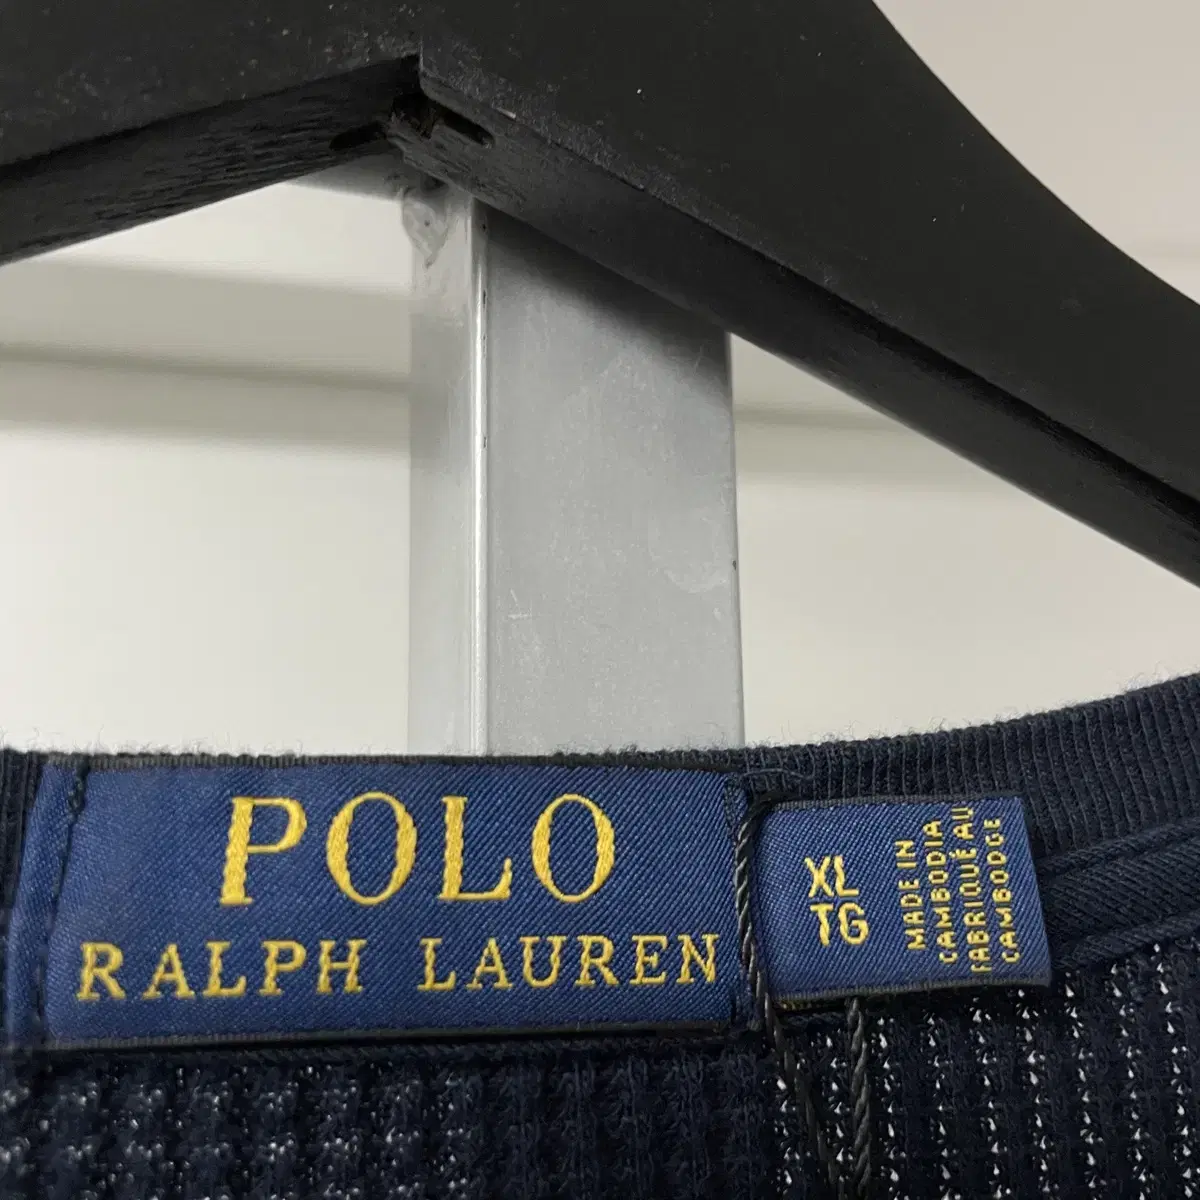 POLO
RALPH LAUREN
XL
TG
MADE IN
CAMBODIA
FABRIQUÉ AU
CAMBODGE